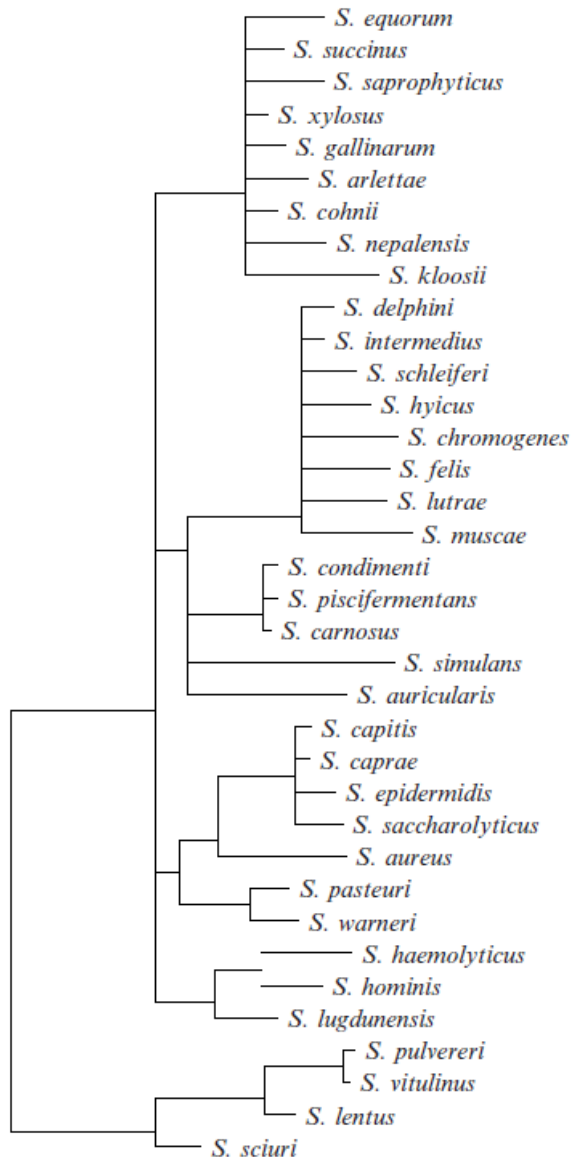 S. equorum
S. succinus
S. saprophyticus
S. xylosus
S. gallinarum
S. arlettae
S. cohnii
S. nepalensis
S. kloosii
S. delphini
S. intermedius
S. schleiferi
S. hyicus
S. chromogenes
S. felis
S. lutrae
S. muscae
S. condimenti
S. piscifermentans
S. carnosus
S. simulans
S. auricularis
S. capitis
S. caprae
S. epidermidis
S. saccharolyticus
S. aureus
S. pasteuri
S. warneri
S. haemolyticus
S. hominis
S. lugdunensis
S. pulvereri
S. vitulinus
S. lentus
S. sciuri